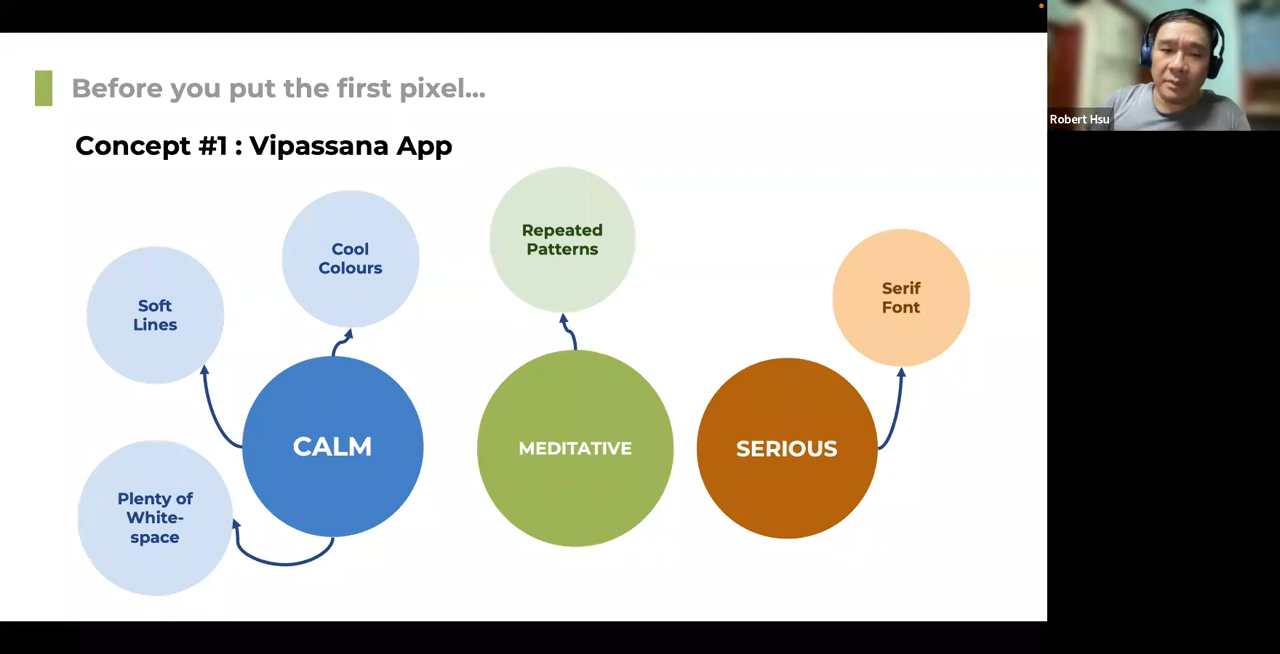 Before you put the first pixel...
Concept #1 : Vipassana App
Repeated
Patterns
Cool
Colours
Serif
Font
Soft
Lines
CALM
MEDITATIVE
SERIOUS
Plenty of
White-
space
Robert Hsu